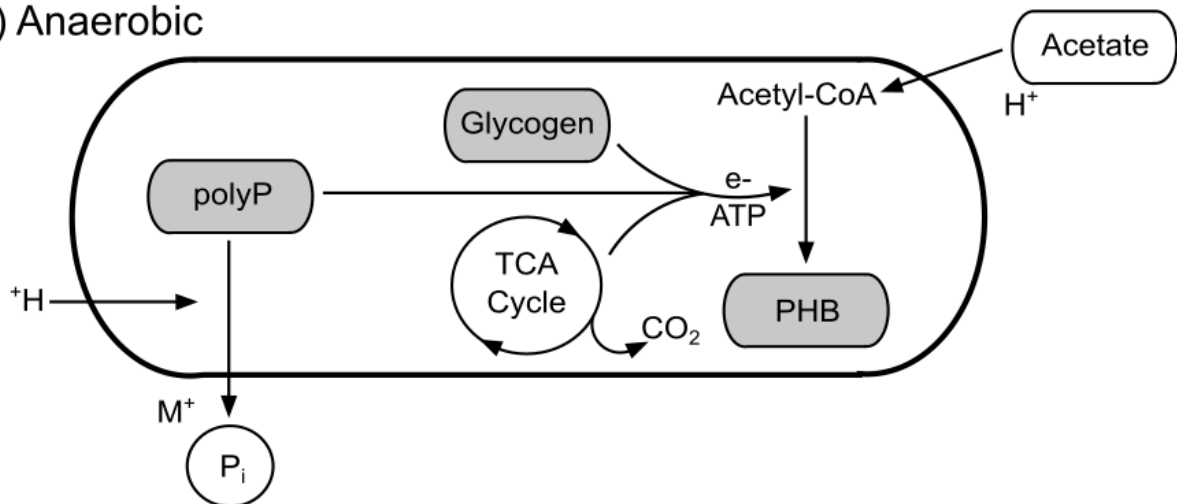 ) Anaerobic
Acetate
Acetyl-CoA
H⁺
Glycogen
polyP
e-
ATP
TCA
Cycle
⁺H
PHB
CO₂
M⁺
Pᵢ